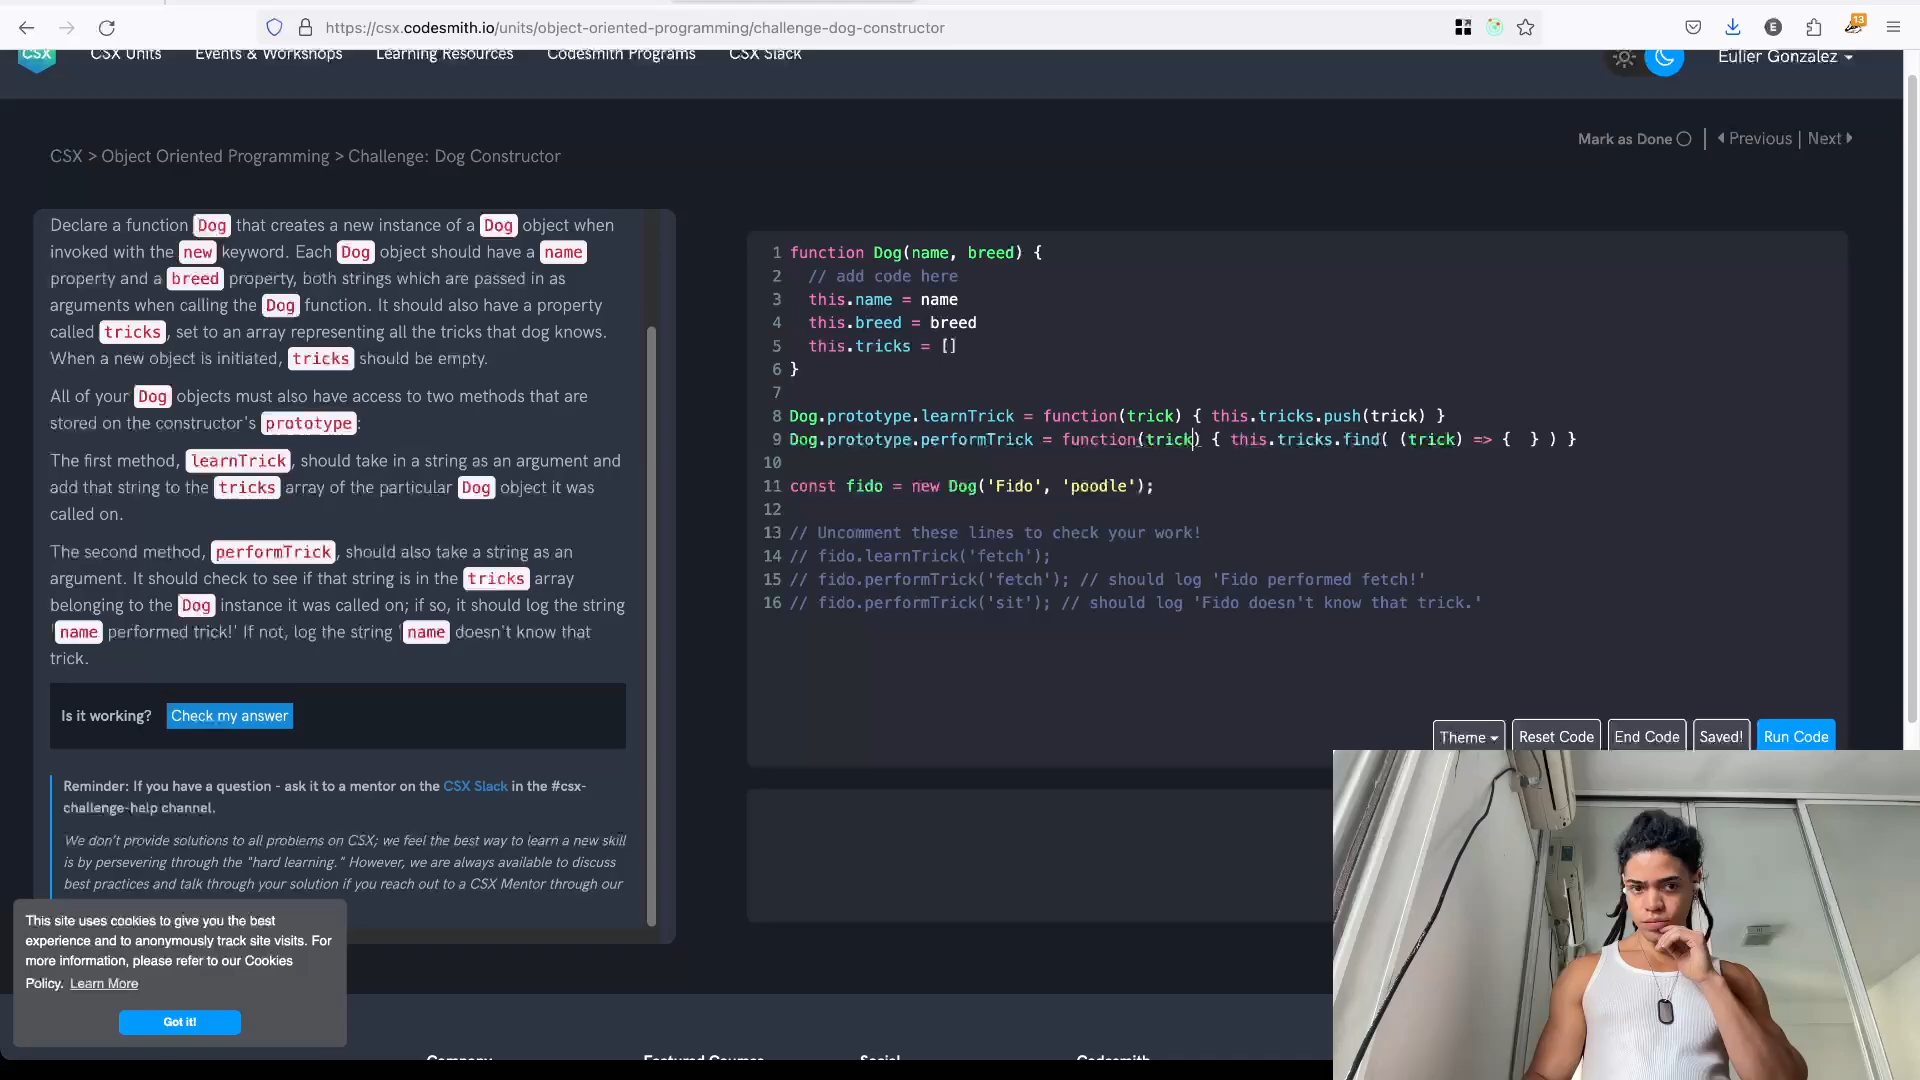 https://csx.codesmith.io/units/object-oriented-programming/challenge-dog-constructor
13
CSX
CSX Units
Events & Workshops
Learning Resources
Codesmith Programs
CSX Slack
Eulier Gonzalez
CSX > Object Oriented Programming > Challenge: Dog Constructor
Mark as Done
Previous | Next
Declare a function Dog that creates a new instance of a Dog object when
invoked with the new keyword. Each Dog object should have a name
property and a breed property, both strings which are passed in as
arguments when calling the Dog function. It should also have a property
called tricks, set to an array representing all the tricks that dog knows.
When a new object is initiated, tricks should be empty.
All of your Dog objects must also have access to two methods that are
stored on the constructor's prototype:
The first method, learnTrick, should take in a string as an argument and
add that string to the tricks array of the particular Dog object it was
called on.
The second method, performTrick, should also take a string as an
argument. It should check to see if that string is in the tricks array
belonging to the Dog instance it was called on; if so, it should log the string
'name performed trick!' If not, log the string 'name doesn't know that
trick.
Is it working?
Check my answer
Reminder: If you have a question - ask it to a mentor on the CSX Slack in the #csx-
challenge-help channel.
We don't provide solutions to all problems on CSX; we feel the best way to learn a new skill
is by persevering through the "hard learning." However, we are always available to discuss
best practices and talk through your solution if you reach out to a CSX Mentor through our
This site uses cookies to give you the best
experience and to anonymously track site visits. For
more information, please refer to our Cookies
Policy. Learn More
Got it!
1 function Dog(name, breed) {
2 // add code here
3 this.name = name
4 this.breed = breed
5 this.tricks = []
6 }
7
8 Dog.prototype.learnTrick = function(trick) { this.tricks.push(trick) }
9 Dog.prototype.performTrick = function(trick) { this.tricks.find( (trick) => {  } ) }
10
11 const fido = new Dog('Fido', 'poodle');
12
13 // Uncomment these lines to check your work!
14 // fido.learnTrick('fetch');
15 // fido.performTrick('fetch'); // should log 'Fido performed fetch!'
16 // fido.performTrick('sit'); // should log 'Fido doesn't know that trick.'
Theme
Reset Code
End Code
Saved!
Run Code
Company
Featured Courses
Social
Codesmith